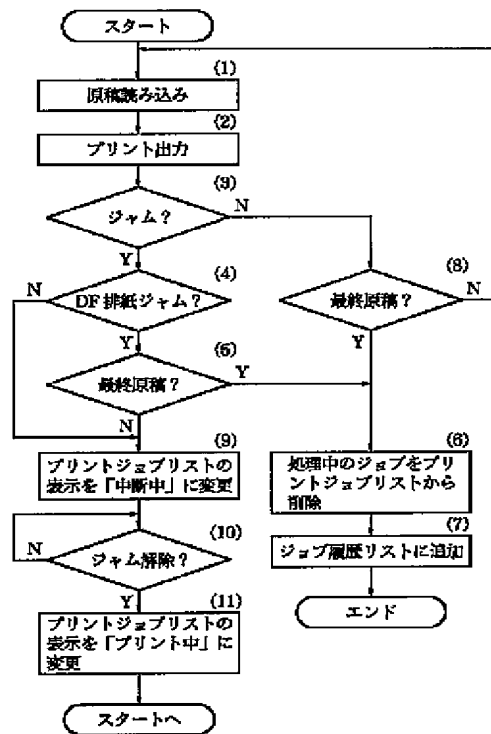 スタート
(1)
原稿読み込み
(2)
プリント出力
(3)
ジャム?
N
Y
(4)
N
DF排紙ジャム?
Y
(5)
最終原稿?
Y
N
(8)
最終原稿?
N
Y
(9)
プリントジョブリストの
表示を「中断中」に変更
(10)
ジャム解除?
N
Y
(11)
プリントジョブリストの
表示を「プリント中」に
変更
スタートへ
(6)
処理中のジョブをプ
リントジョブリストから
削除
(7)
ジョブ履歴リストに追加
エンド